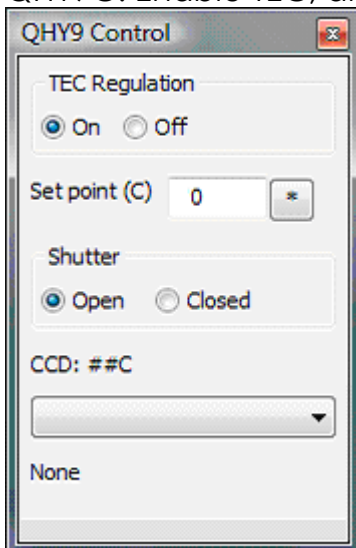 QHY9 Control
TEC Regulation
On Off
Set point (C) 0 *
Shutter
Open Closed
CCD: ##C
None